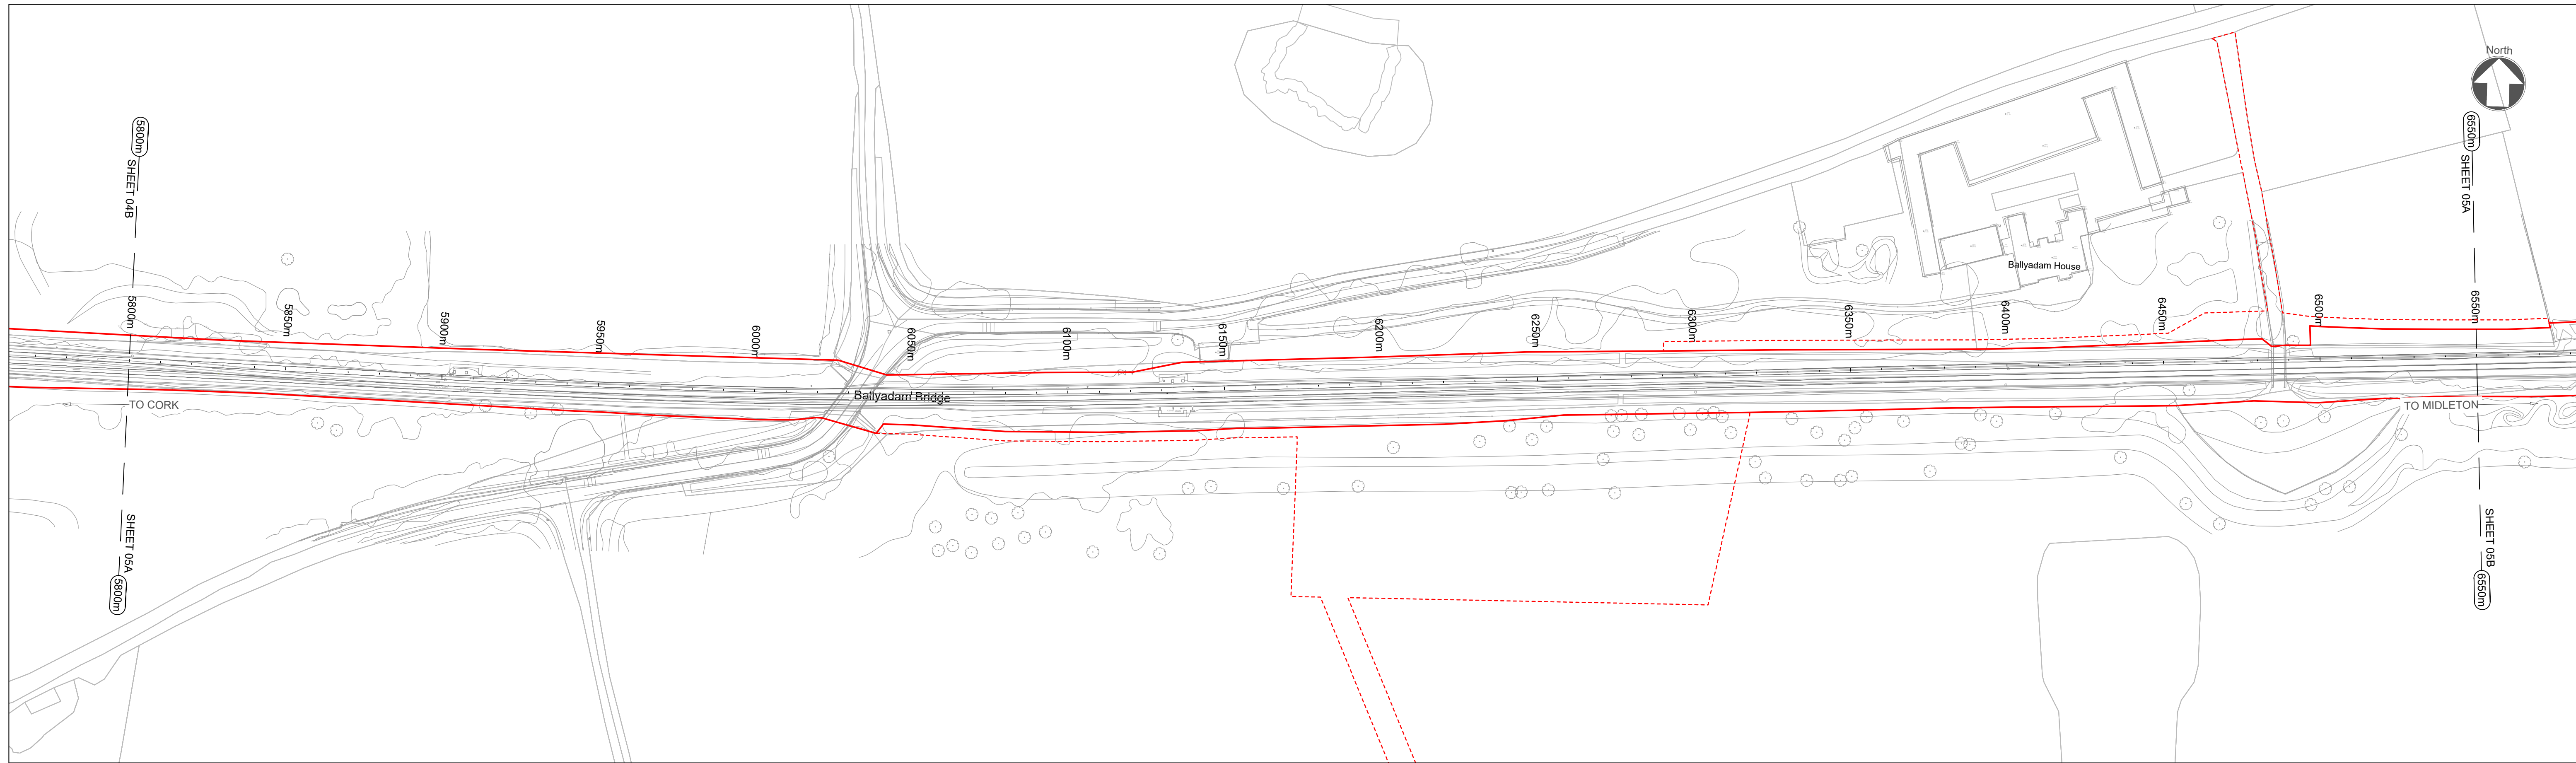 North
5800m
SHEET 04B
6550m
SHEET 05A
Ballyadam House
5800m
5850m
5900m
5950m
6000m
6050m
6100m
6150m
6200m
6250m
6300m
6350m
6400m
6450m
6500m
6550m
Ballyadam Bridge
TO CORK
TO MIDLETON
SHEET 05A
5800m
SHEET 05B
6550m